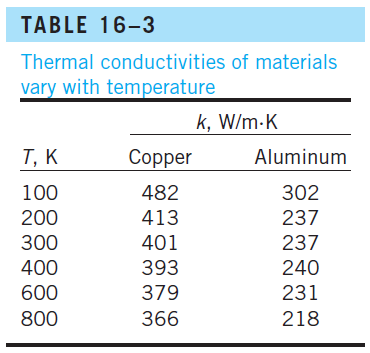 TABLE 16–3
Thermal conductivities of materials
vary with temperature
k, W/m·K
T, K Copper Aluminum
100 482 302
200 413 237
300 401 237
400 393 240
600 379 231
800 366 218